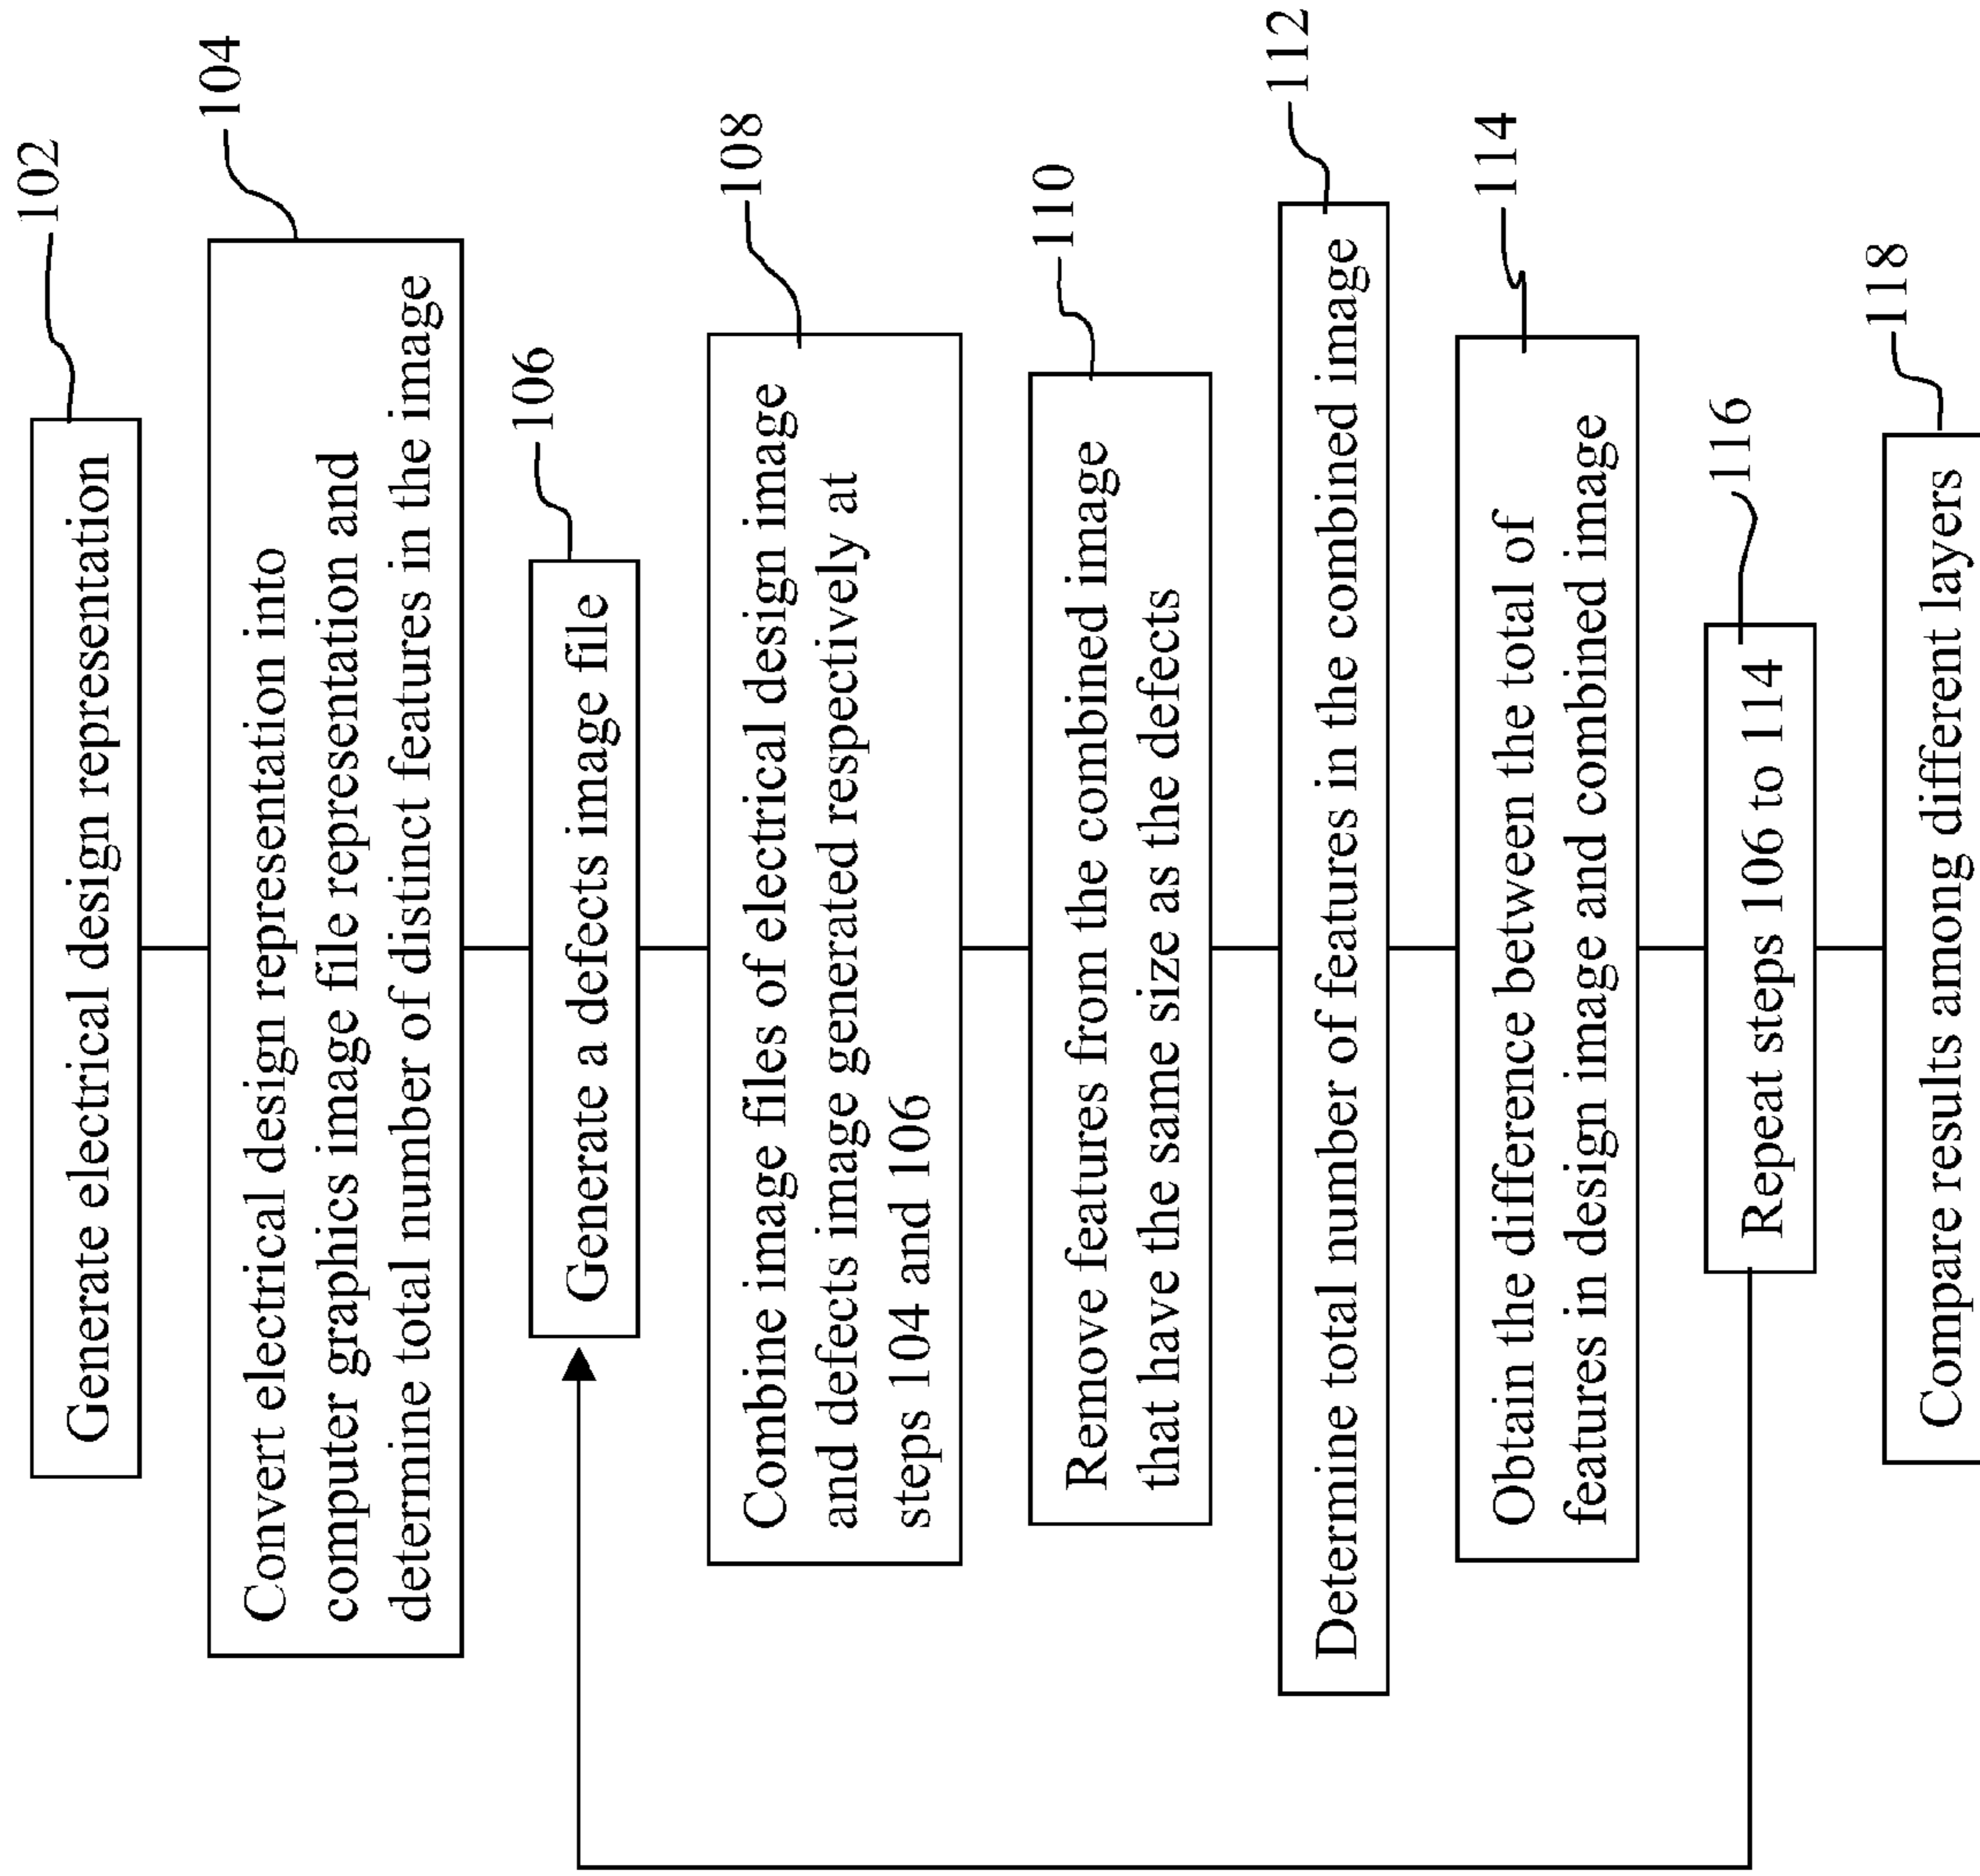 102
Generate electrical design representation
104
Convert electrical design representation into
computer graphics image file representation and
determine total number of distinct features in the image
106
Generate a defects image file
108
Combine image files of electrical design image
and defects image generated respectively at
steps 104 and 106
110
Remove features from the combined image
that have the same size as the defects
112
Determine total number of features in the combined image
114
Obtain the difference between the total of
features in design image and combined image
116
Repeat steps 106 to 114
118
Compare results among different layers